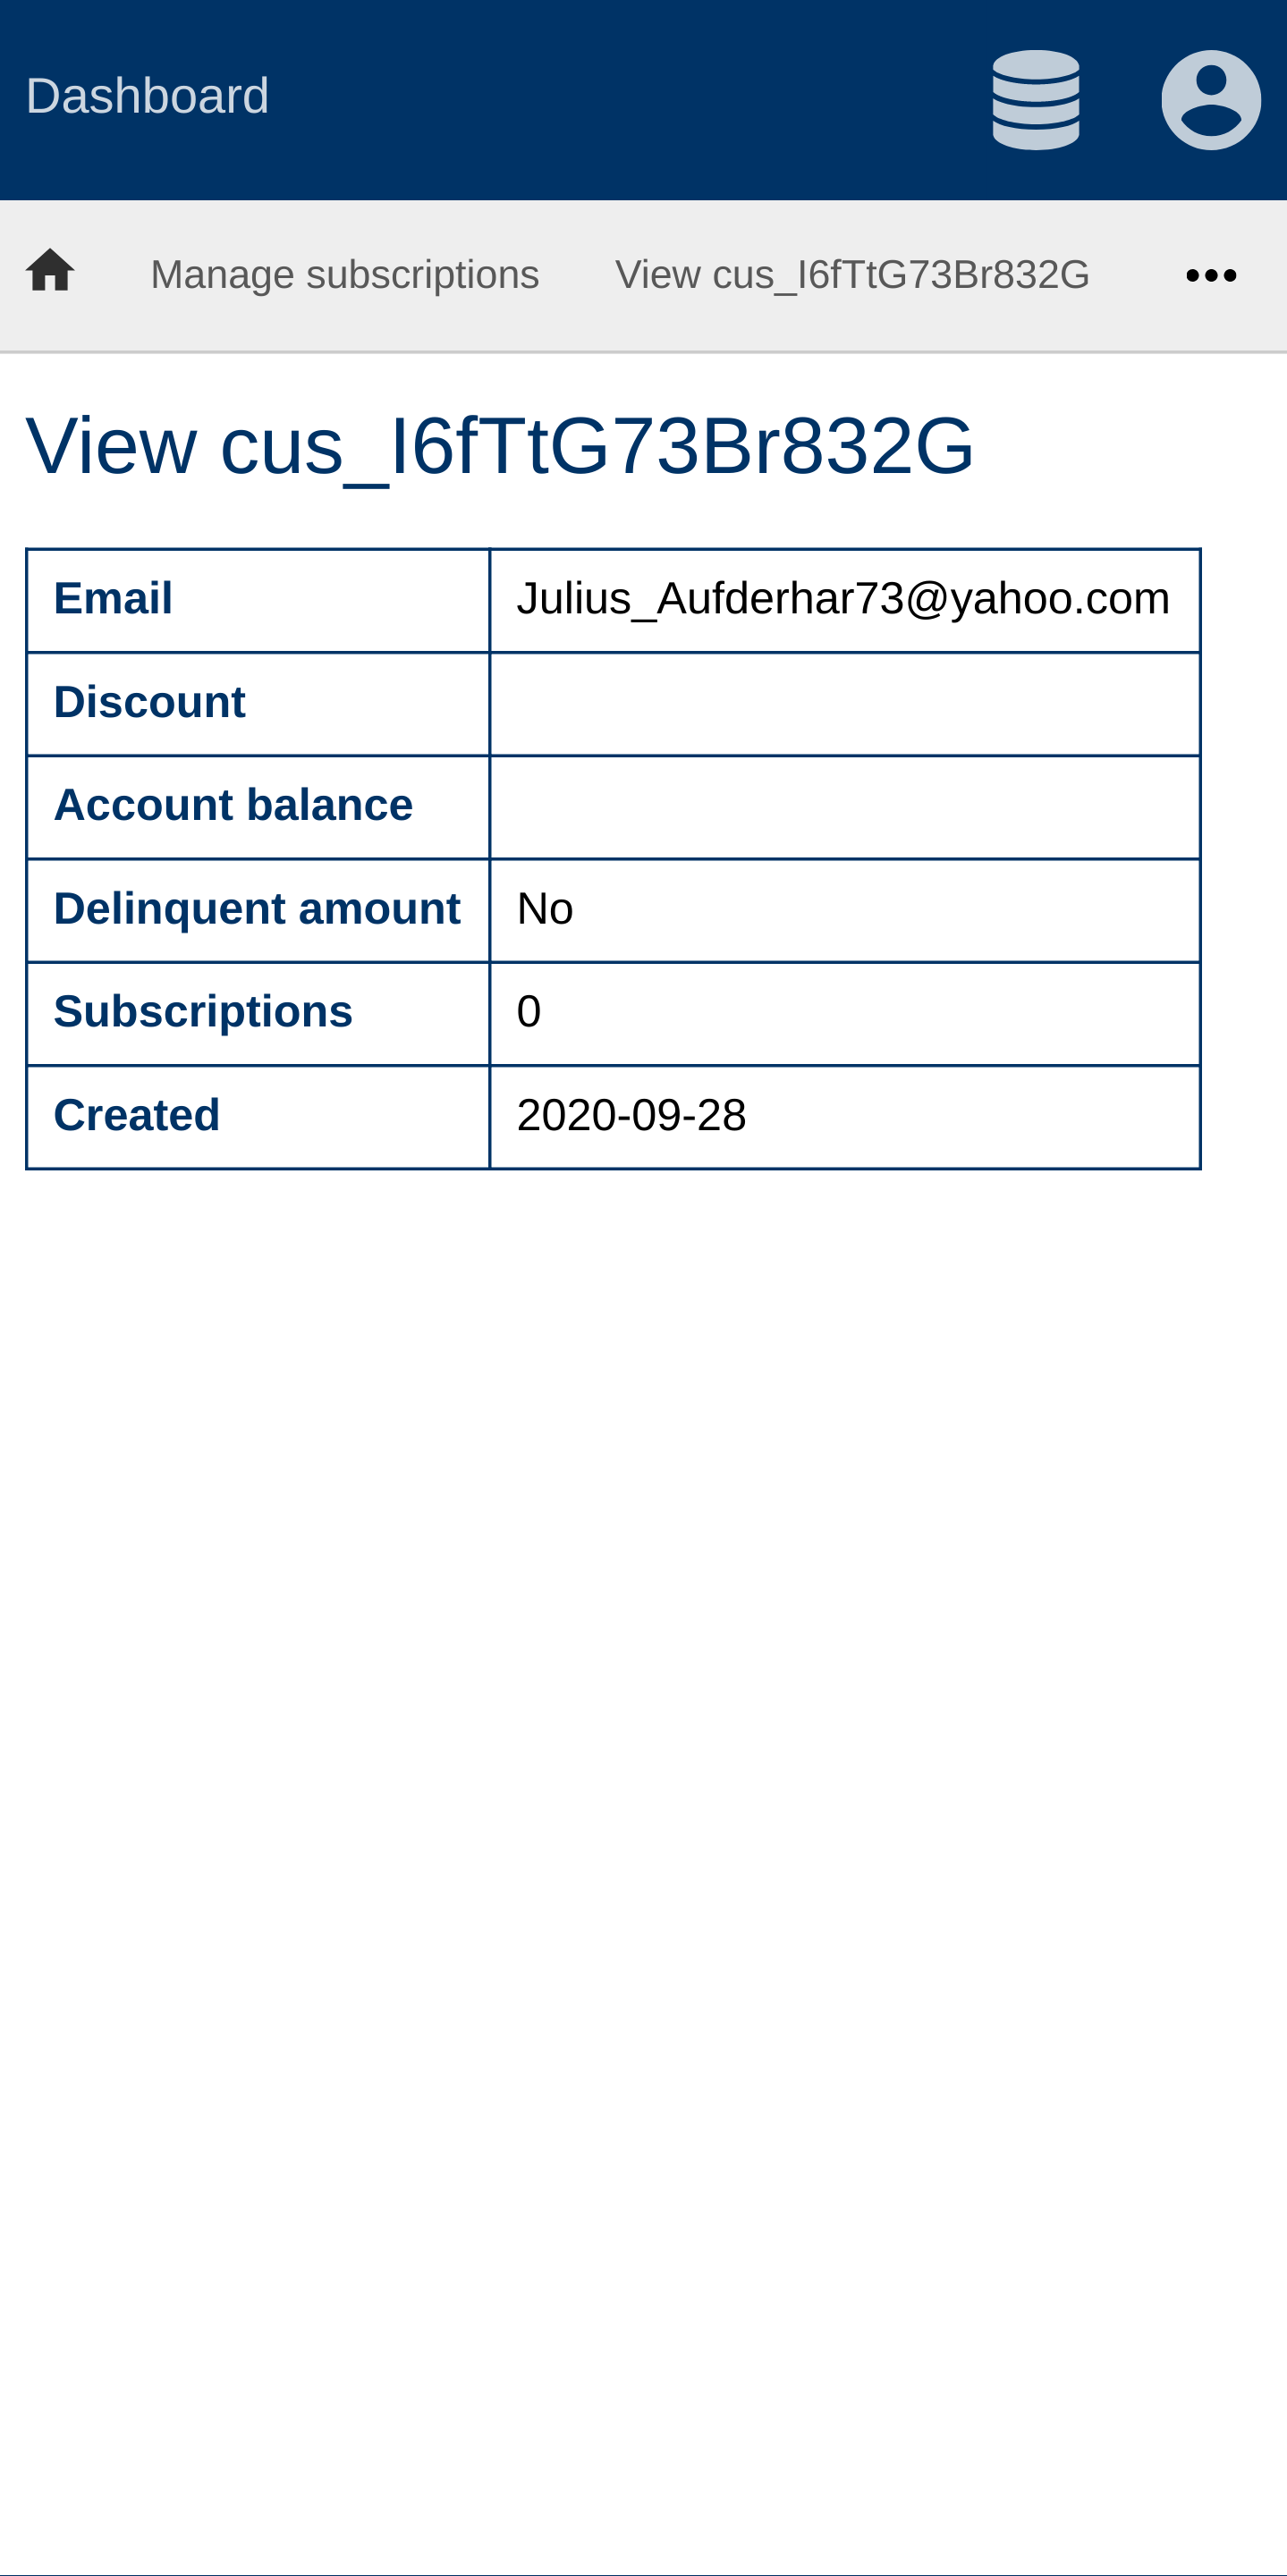 Dashboard
Manage subscriptions View cus_I6fTtG73Br832G
View cus_I6fTtG73Br832G
Email Julius_Aufderhar73@yahoo.com
Discount
Account balance
Delinquent amount No
Subscriptions 0
Created 2020-09-28